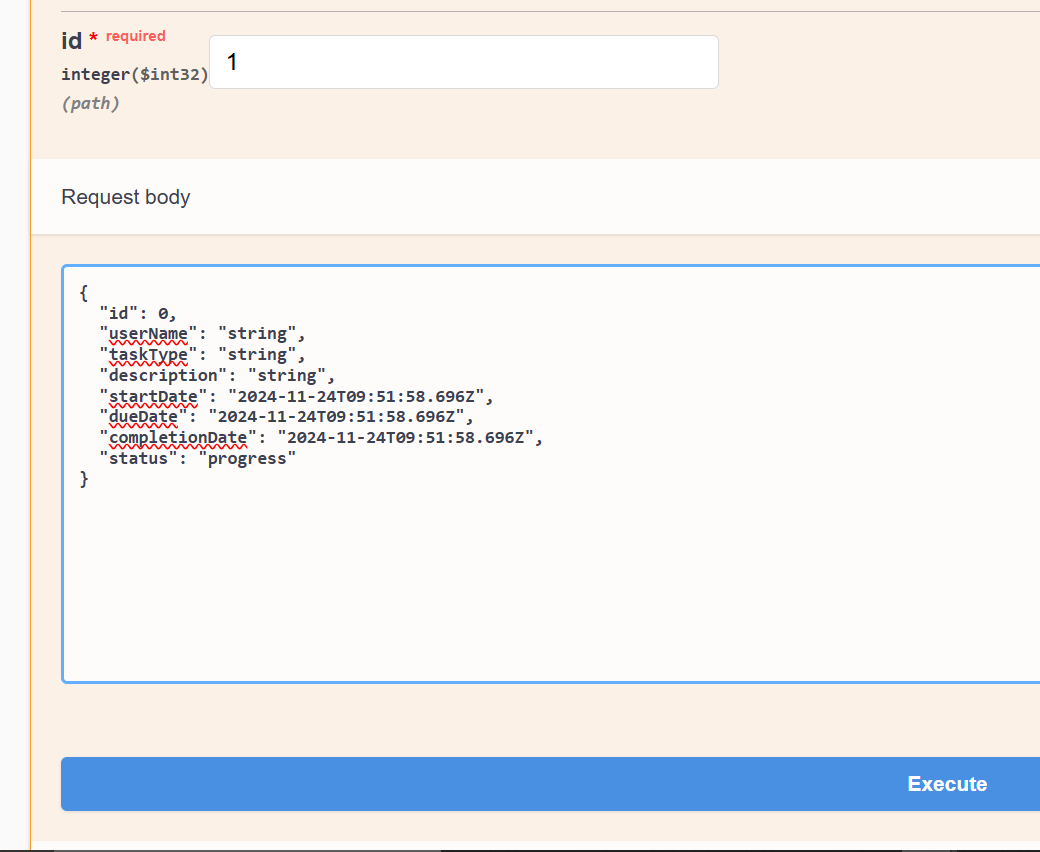 id * required
1
integer($int32)
(path)
Request body
{
  "id": 0,
  "userName": "string",
  "taskType": "string",
  "description": "string",
  "startDate": "2024-11-24T09:51:58.696Z",
  "dueDate": "2024-11-24T09:51:58.696Z",
  "completionDate": "2024-11-24T09:51:58.696Z",
  "status": "progress"
}
Execute